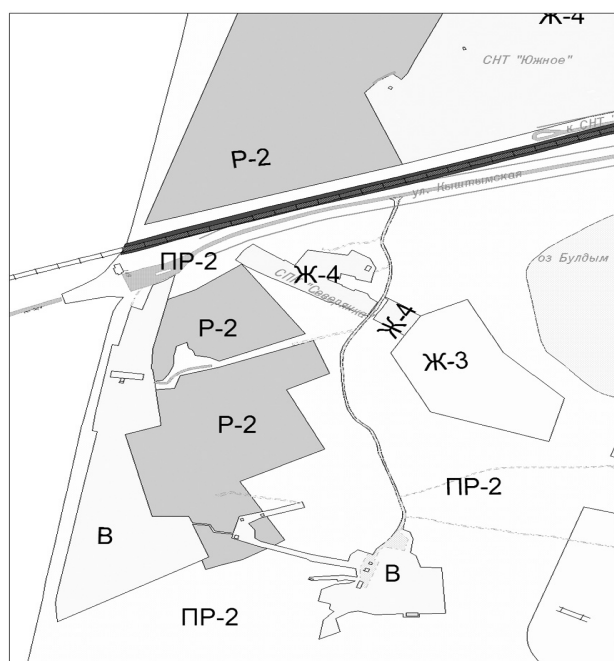 Ж-4
СНТ "Южное"
к СНТ
Р-2
ул. Кыштымская
ПР-2
Ж-4
оз Булдым
СПК "Северянка"
Ж-4
Р-2
Ж-3
Р-2
ПР-2
В
В
ПР-2